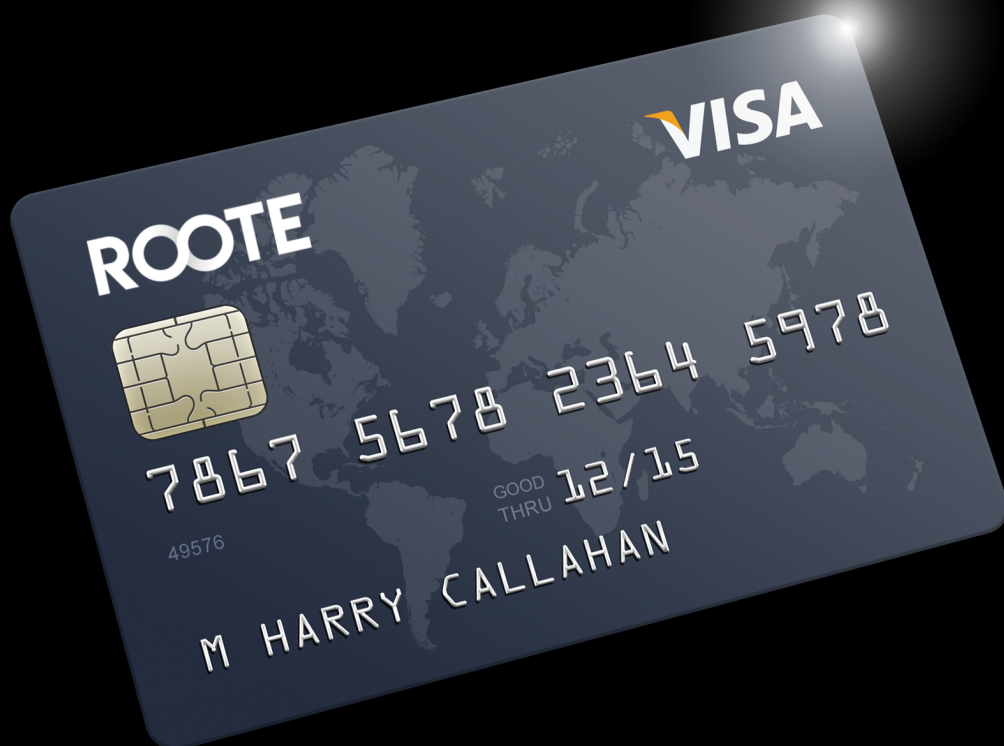 VISA
ROOTE
7867 5678 2364 5978
GOOD THRU 12/15
49576
M HARRY CALLAHAN